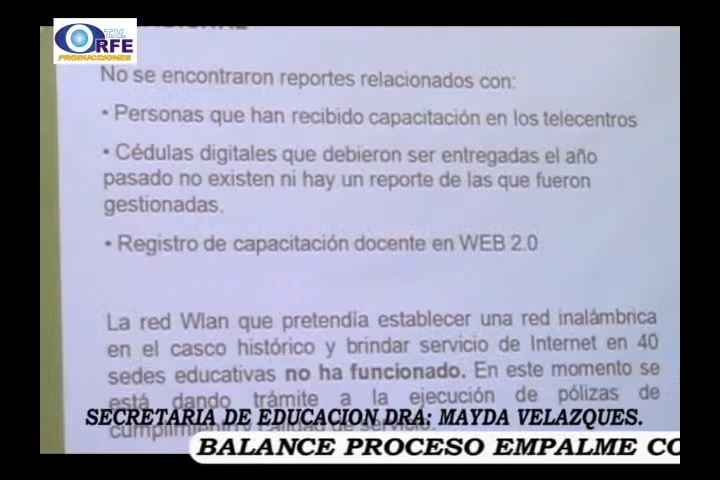 T.V.
ORFE
PRODUCCIONES
No se encontraron reportes relacionados con:
• Personas que han recibido capacitación en los telecentros
• Cédulas digitales que debieron ser entregadas el año
pasado no existen ni hay un reporte de las que fueron
gestionadas.
• Registro de capacitación docente en WEB 2.0
La red Wlan que pretendía establecer una red inalámbrica
en el casco histórico y brindar servicio de Internet en 40
sedes educativas no ha funcionado. En este momento se
está dando trámite a la ejecución de pólizas de
cumplimiento y calidad de servicio.
SECRETARIA DE EDUCACION DRA; MAYDA VELAZQUES.
BALANCE PROCESO EMPALME CO